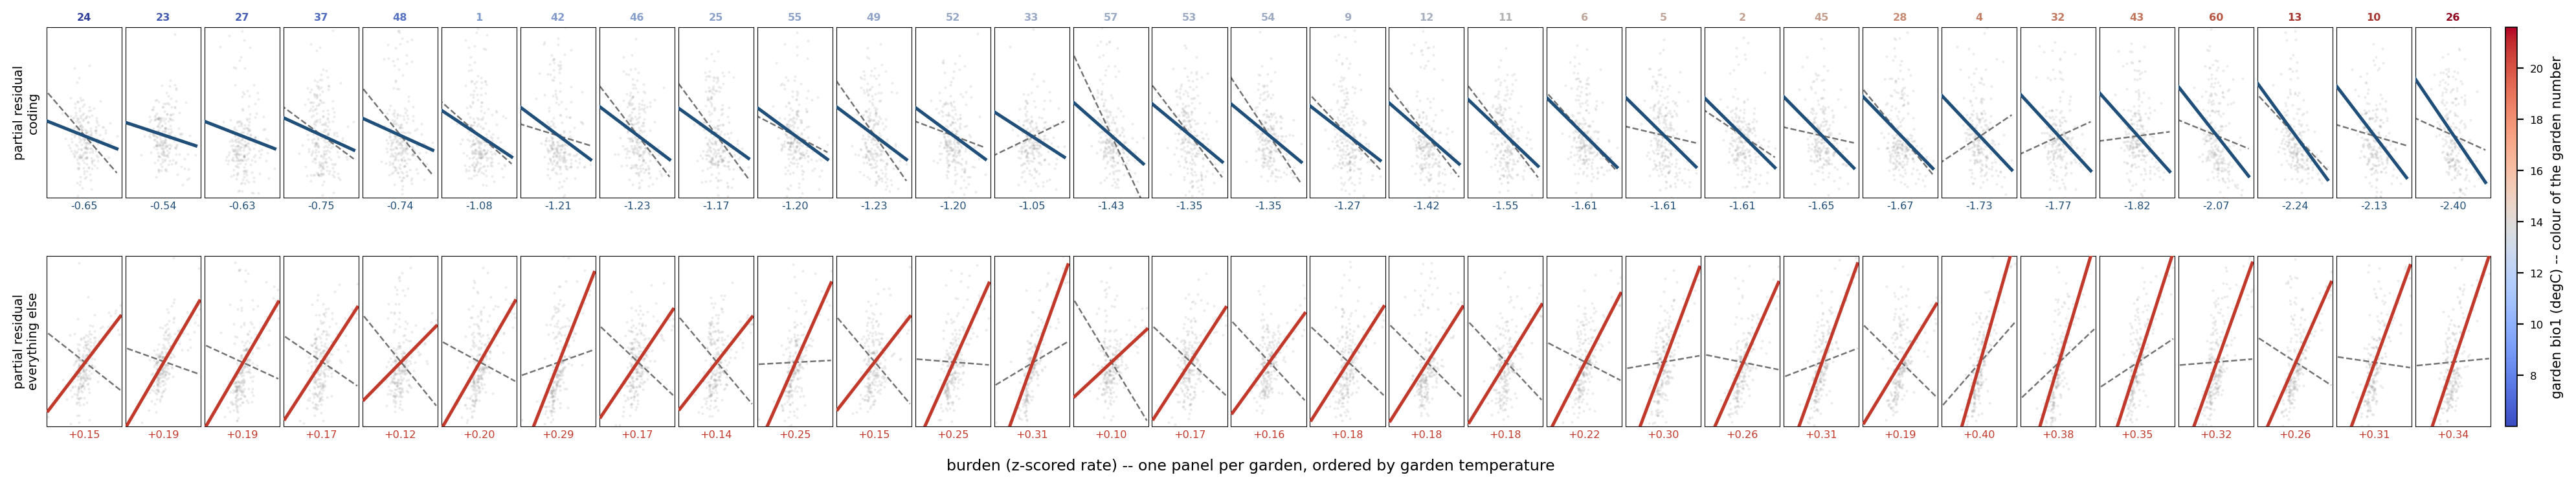 24 23 27 37 48 1 42 46 25 55 49 52 33 57 53 54 9 12 11 6 5 2 45 28 4 32 43 60 13 10 26
partial residual
coding
-0.65 -0.54 -0.63 -0.75 -0.74 -1.08 -1.21 -1.23 -1.17 -1.20 -1.23 -1.20 -1.05 -1.43 -1.35 -1.35 -1.27 -1.42 -1.55 -1.61 -1.61 -1.61 -1.65 -1.67 -1.73 -1.77 -1.82 -2.07 -2.24 -2.13 -2.40
partial residual
everything else
+0.15 +0.19 +0.19 +0.17 +0.12 +0.20 +0.29 +0.17 +0.14 +0.25 +0.15 +0.25 +0.31 +0.10 +0.17 +0.16 +0.18 +0.18 +0.18 +0.22 +0.30 +0.26 +0.31 +0.19 +0.40 +0.38 +0.35 +0.32 +0.26 +0.31 +0.34
burden (z-scored rate) -- one panel per garden, ordered by garden temperature
20
18
16
14
12
10
8
garden bio1 (degC) -- colour of the garden number